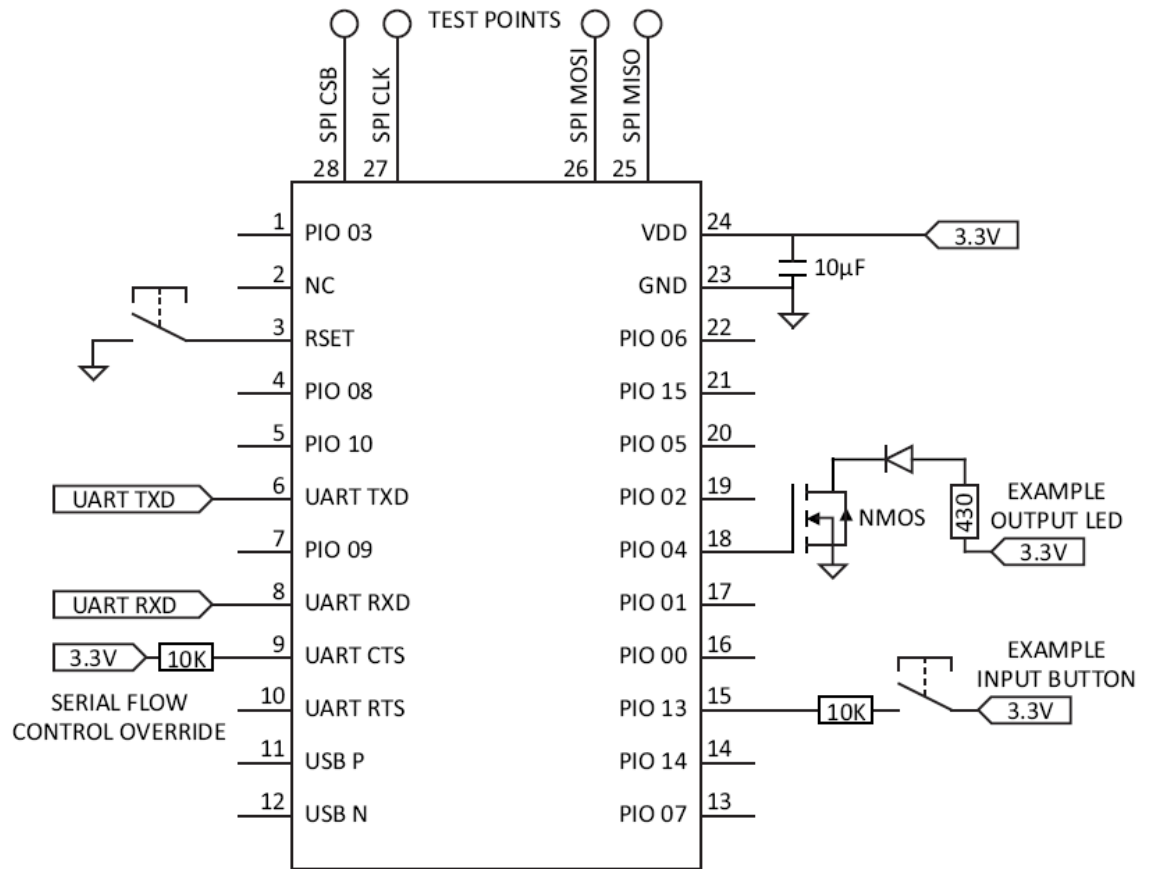 TEST POINTS
SPI CSB
SPI CLK
SPI MOSI
SPI MISO
28
27
26
25
1
PIO 03
2
NC
3
RSET
4
PIO 08
5
PIO 10
UART TXD
6
UART TXD
7
PIO 09
UART RXD
8
UART RXD
3.3V
10K
9
UART CTS
SERIAL FLOW
CONTROL OVERRIDE
10
UART RTS
11
USB P
12
USB N
VDD
24
3.3V
10µF
GND
23
PIO 06
22
PIO 15
21
PIO 05
20
PIO 02
19
NMOS
430
EXAMPLE
OUTPUT LED
3.3V
PIO 04
18
PIO 01
17
PIO 00
16
EXAMPLE
INPUT BUTTON
PIO 13
15
10K
3.3V
PIO 14
14
PIO 07
13